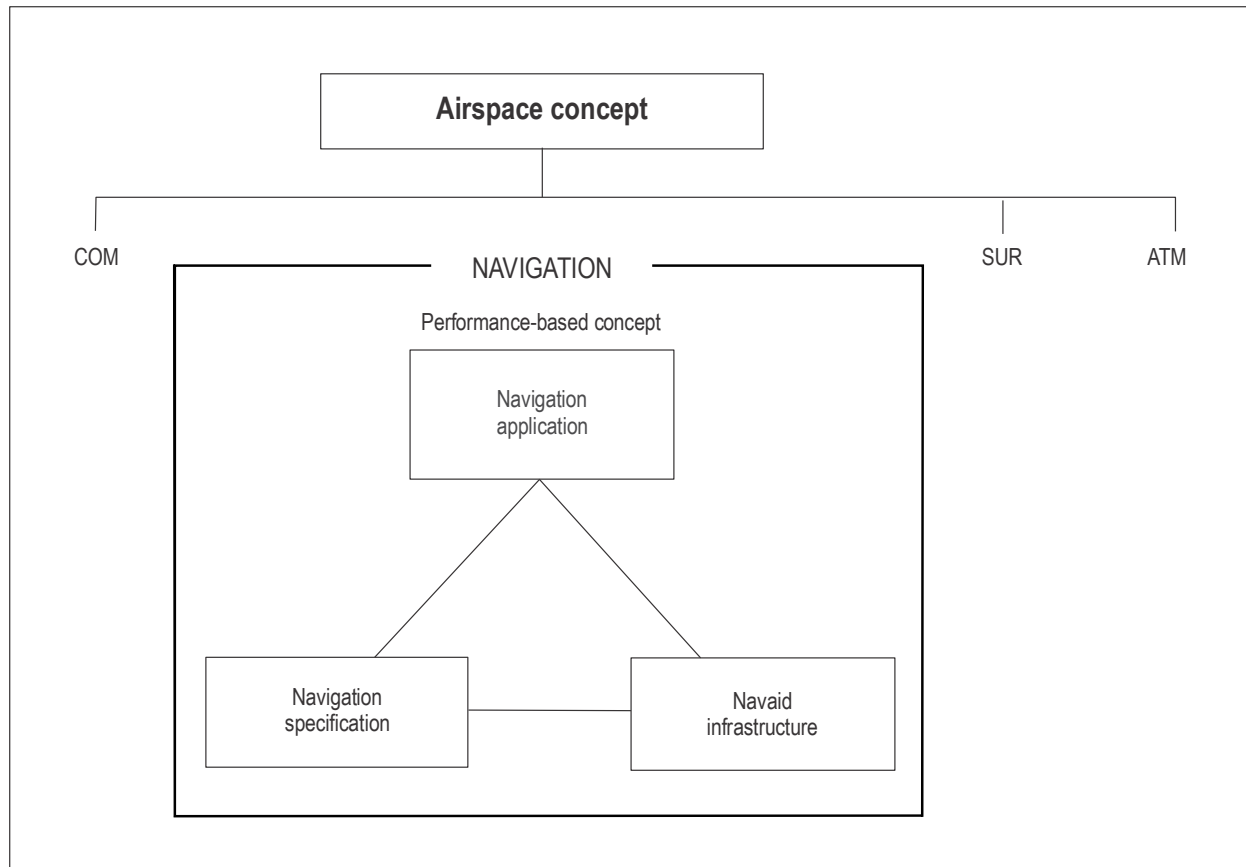 Airspace concept
COM
SUR
ATM
NAVIGATION
Performance-based concept
Navigation
application
Navigation
specification
Navaid
infrastructure